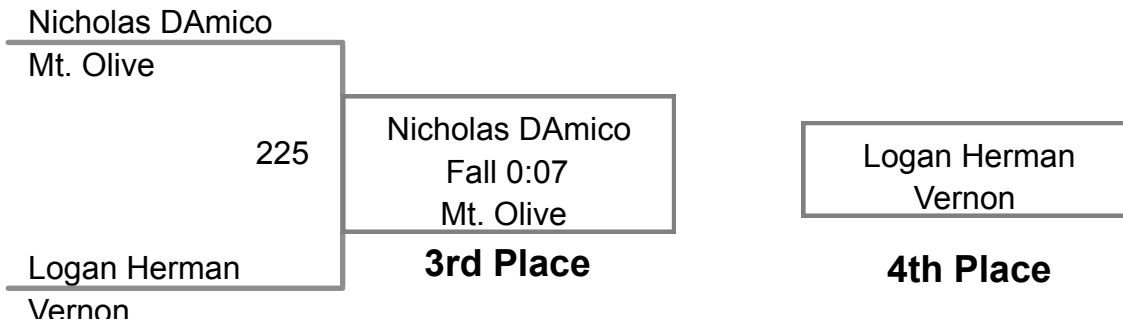 Nicholas DAmico
Mt. Olive
225
Logan Herman
Vernon
Nicholas DAmico
Fall 0:07
Mt. Olive
3rd Place
Logan Herman
Vernon
4th Place